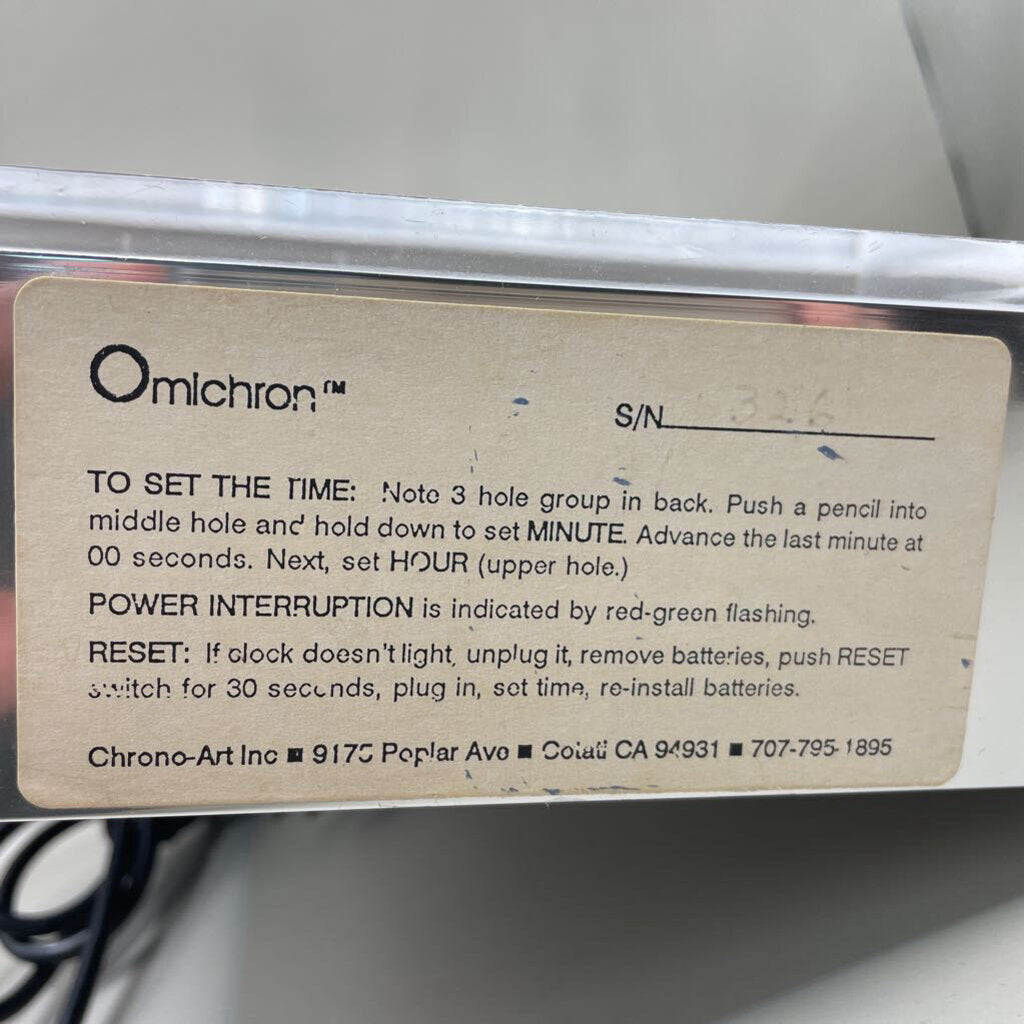 Omichron™
S/N 326
TO SET THE TIME: Note 3 hole group in back. Push a pencil into
middle hole and hold down to set MINUTE. Advance the last minute at
00 seconds. Next, set HOUR (upper hole.)
POWER INTERRUPTION is indicated by red-green flashing.
RESET: If clock doesn't light, unplug it, remove batteries, push RESET
switch for 30 seconds, plug in, set time, re-install batteries.
Chrono-Art Inc ■ 9175 Poplar Ave ■ Cotati CA 94931 ■ 707-795-1895